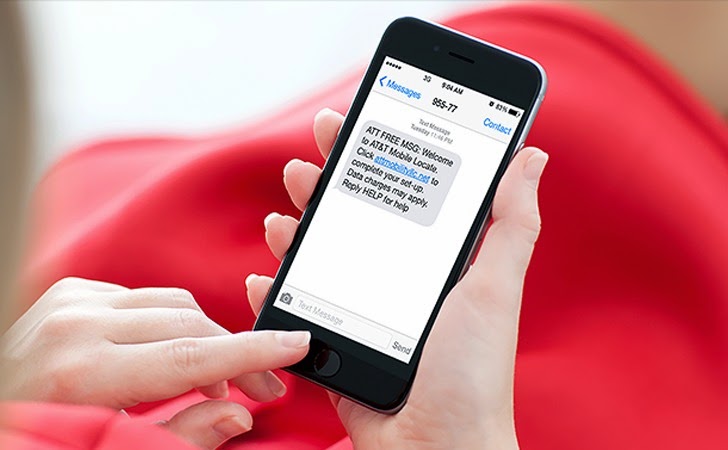 3G
9:04 AM
83%
Messages
955-77
Contact
Text Message
Tuesday 11:46 PM
ATT FREE MSG: Welcome
to AT&T Mobile Locate.
Click attmobilityllc.net to
complete your set-up.
Data charges may apply.
Reply HELP for help
Text Message
Send